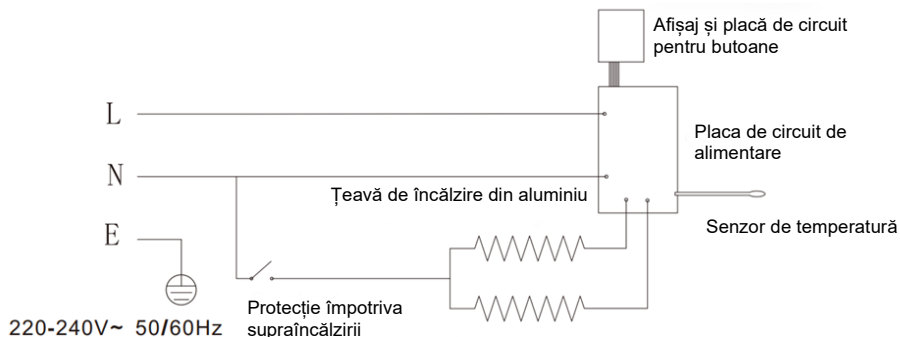 Afișaj și placă de circuit
pentru butoane
L
Placa de circuit de
alimentare
N
Țeavă de încălzire din aluminiu
Senzor de temperatură
E
Protecție împotriva
supraîncălzirii
220-240V~ 50/60Hz